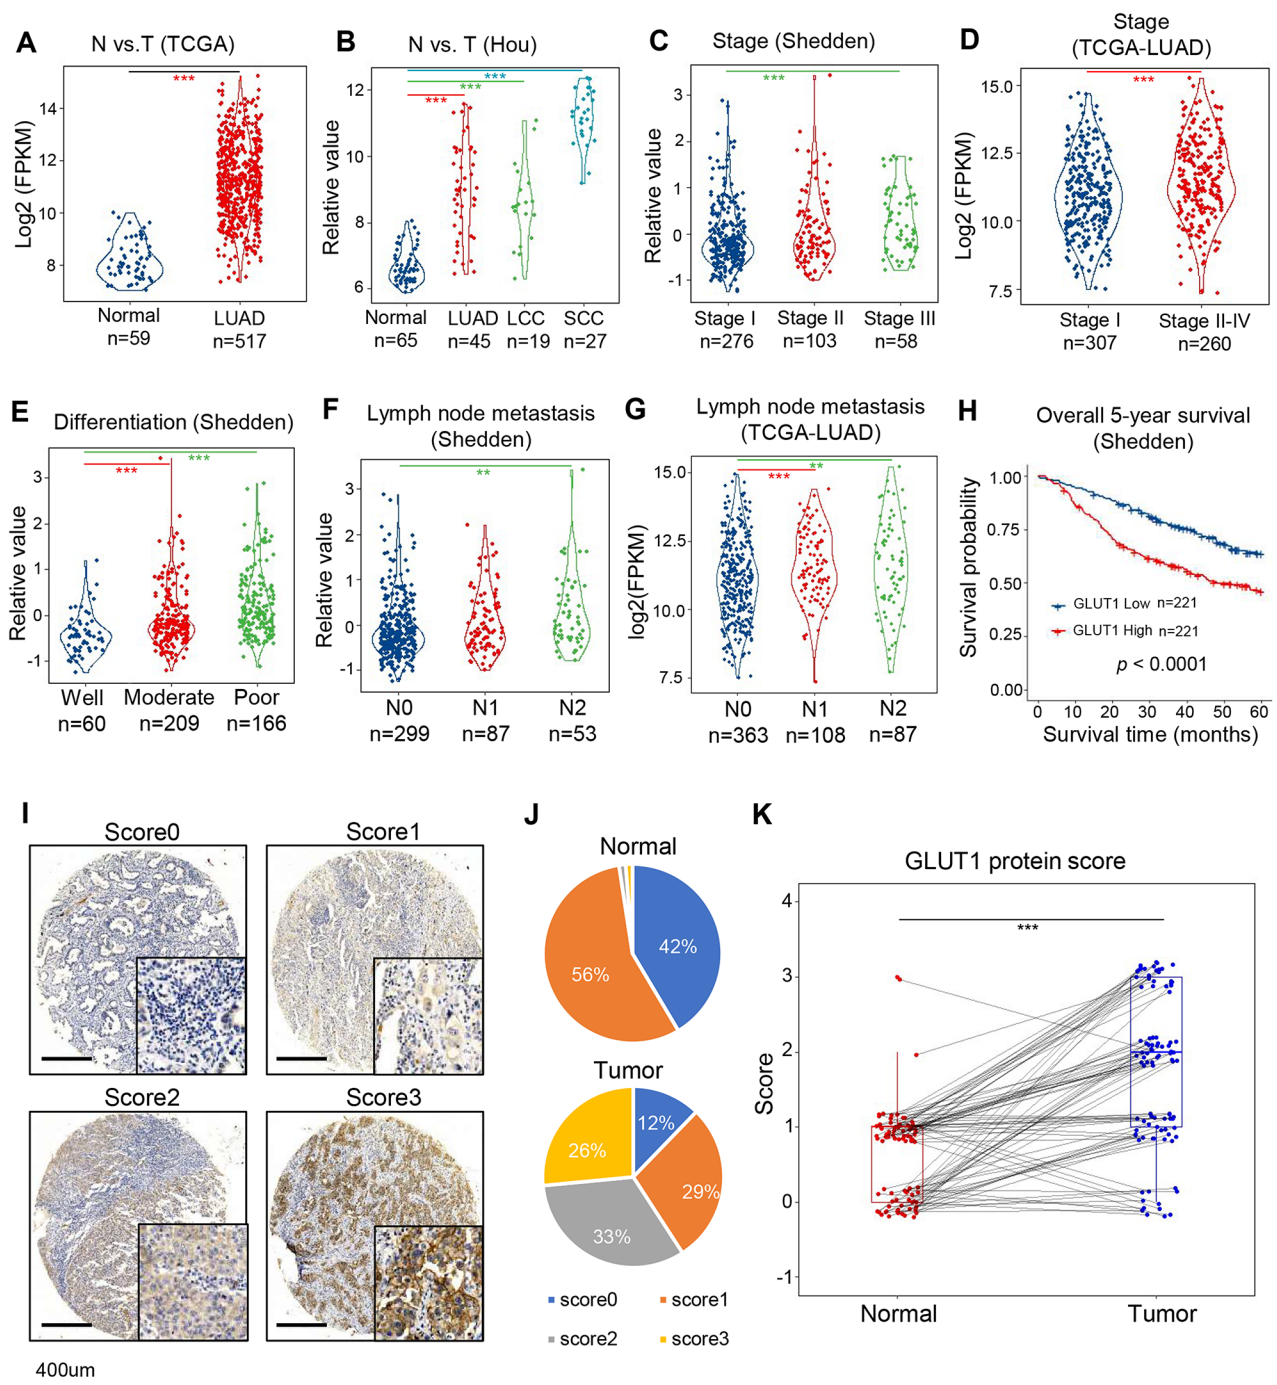 A
N vs.T (TCGA)
***
Log2 (FPKM)
14
12
10
8
Normal
n=59
LUAD
n=517
B
N vs. T (Hou)
***
***
***
Relative value
12
10
8
6
Normal
n=65
LUAD
n=45
LCC
n=19
SCC
n=27
C
Stage (Shedden)
***
Relative value
3
2
1
0
-1
Stage I
n=276
Stage II
n=103
Stage III
n=58
D
Stage
(TCGA-LUAD)
***
Log2 (FPKM)
15.0
12.5
10.0
7.5
Stage I
n=307
Stage II-IV
n=260
E
Differentiation (Shedden)
***
***
Relative value
3
2
1
0
-1
Well
n=60
Moderate
n=209
Poor
n=166
F
Lymph node metastasis
(Shedden)
**
Relative value
3
2
1
0
-1
N0
n=299
N1
n=87
N2
n=53
G
Lymph node metastasis
(TCGA-LUAD)
**
***
log2(FPKM)
15.0
12.5
10.0
7.5
N0
n=363
N1
n=108
N2
n=87
H
Overall 5-year survival
(Shedden)
Survival probability
1.00
0.75
0.50
0.25
0.00
GLUT1 Low n=221
GLUT1 High n=221
p < 0.0001
0 10 20 30 40 50 60
Survival time (months)
I
Score0
Score1
Score2
Score3
400um
J
Normal
42%
56%
Tumor
12%
29%
33%
26%
score0
score1
score2
score3
K
GLUT1 protein score
***
Score
4
3
2
1
0
-1
Normal
Tumor